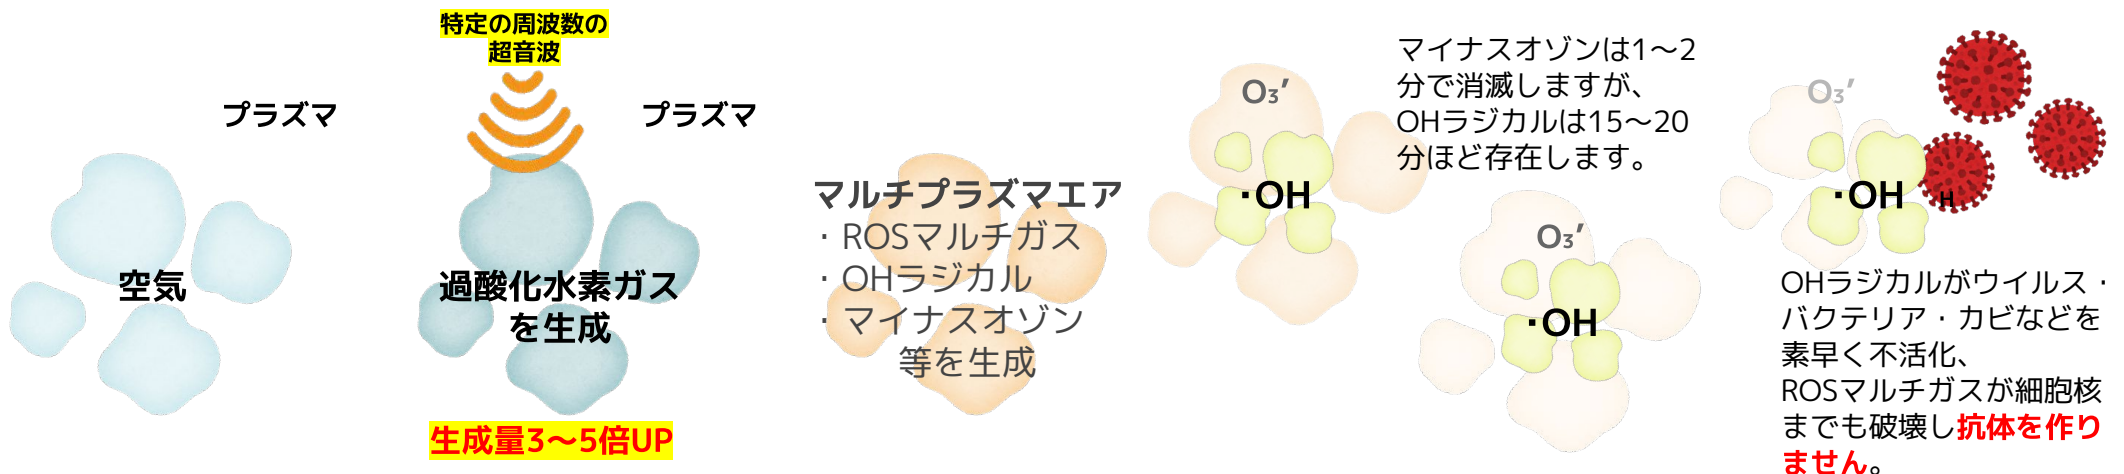 プラズマ
空気
特定の周波数の
超音波
プラズマ
過酸化水素ガス
を生成
生成量3〜5倍UP
マルチプラズマエア
・ROSマルチガス
・OHラジカル
・マイナスオゾン
等を生成
O₃′
・OH
マイナスオゾンは1〜2
分で消滅しますが、
OHラジカルは15〜20
分ほど存在します。
O₃′
・OH
O₃′
・OH
H
OHラジカルがウイルス・
バクテリア・カビなどを
素早く不活化、
ROSマルチガスが細胞核
までも破壊し抗体を作り
ません。